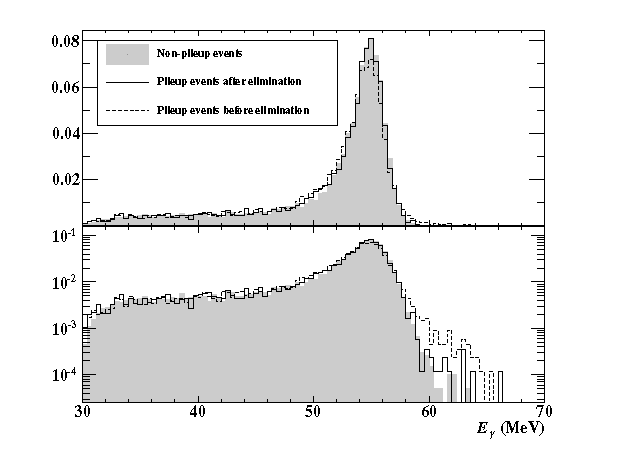 0.08
Non-pileup events
Pileup events after elimination
0.06
Pileup events before elimination
0.04
0.02
10-1
10-2
10-3
10-4
30 40 50 60 70
Eγ (MeV)